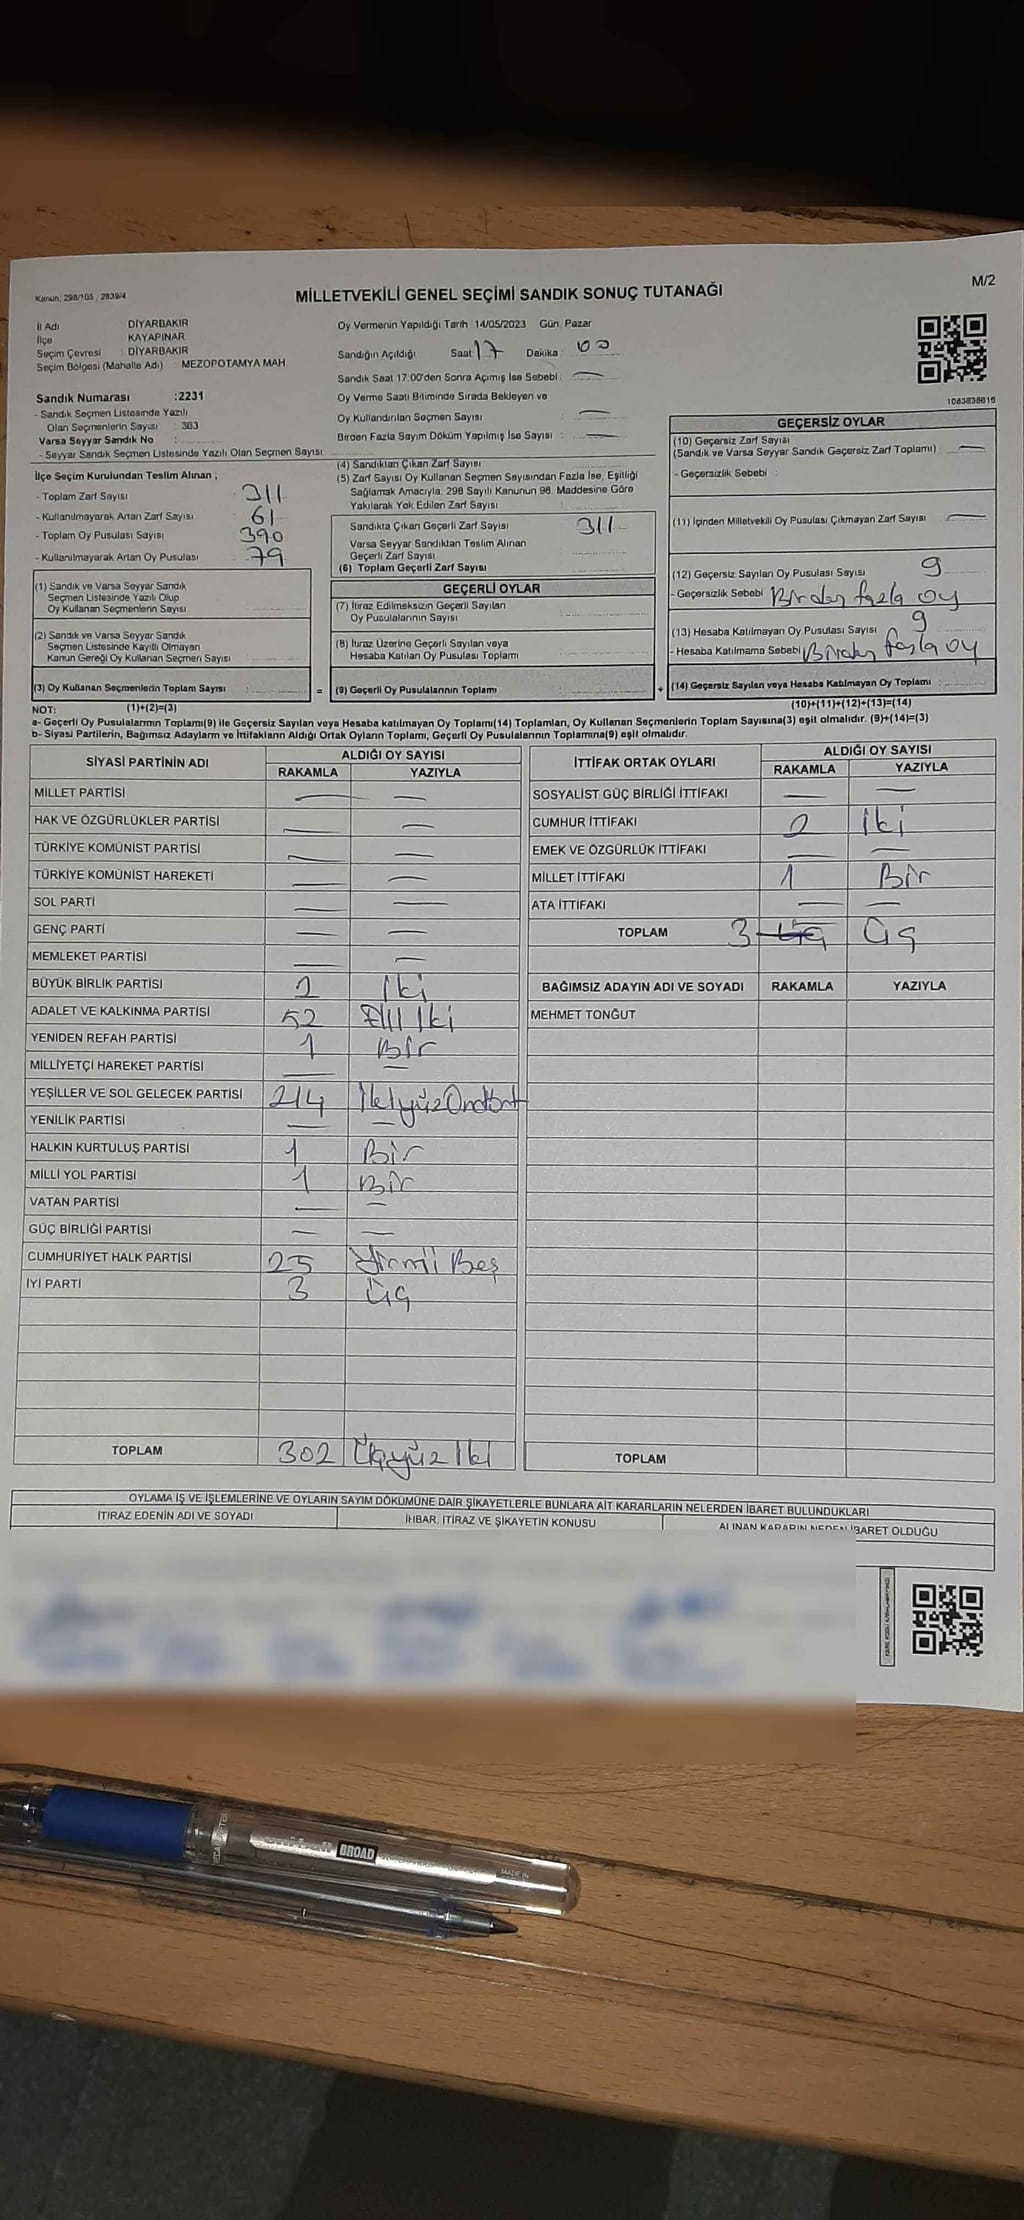 Kanun, 298/105 , 2839/4
MİLLETVEKİLİ GENEL SEÇİMİ SANDIK SONUÇ TUTANAĞI
M/2
İl Adı DİYARBAKIR
İlçe KAYAPINAR
Seçim Çevresi : DİYARBAKIR
Seçim Bölgesi (Mahalle Adı) : MEZOPOTAMYA MAH.
Oy Vermenin Yapıldığı Tarih : 14/05/2023 Gün: Pazar
Sandığın Açıldığı Saat: 17 Dakika : 00
Sandık Saat 17:00'den Sonra Açımış İse Sebebi : —
Oy Verme Saati Bitiminde Sırada Bekleyen ve
Oy Kullandırılan Seçmen Sayısı : —
Birden Fazla Sayım Döküm Yapılmış İse Sayısı : —
1083838616
Sandık Numarası :2231
- Sandık Seçmen Listesinde Yazılı
Olan Seçmenlerin Sayısı : 363
Varsa Seyyar Sandık No :
- Seyyar Sandık Listesinde Yazılı Olan Seçmen Sayısı
İlçe Seçim Kurulundan Teslim Alınan ;
- Toplam Zarf Sayısı 311
- Kullanılmayarak Artan Zarf Sayısı : 61
- Toplam Oy Pusulası Sayısı : 390
- Kullanılmayarak Artan Oy Pusulası : 79
(1) Sandık ve Varsa Seyyar Sandık
Seçmen Listesinde Yazılı Olup
Oy Kullanan Seçmenlerin Sayısı
(2) Sandık ve Varsa Seyyar Sandık
Seçmen Listesinde Kayıtlı Olmayan
Kanun Gereği Oy Kullanan Seçmen Sayısı
(3) Oy Kullanan Seçmenlerin Toplam Sayısı :
(4) Sandıktan Çıkan Zarf Sayısı
(5) Zarf Sayısı Oy Kullanan Seçmen Sayısından Fazla İse, Eşitliği
Sağlamak Amacıyla; 298 Sayılı Kanunun 98. Maddesine Göre
Yakılarak Yok Edilen Zarf Sayısı
Sandıkta Çıkan Geçerli Zarf Sayısı 311
Varsa Seyyar Sandıktan Teslim Alınan
Geçerli Zarf Sayısı
(6) Toplam Geçerli Zarf Sayısı
GEÇERLİ OYLAR
(7) İtiraz Edilmeksizin Geçerli Sayılan
Oy Pusulalarının Sayısı
(8) İtiraz Üzerine Geçerli Sayılan veya
Hesaba Katılan Oy Pusulası Toplamı
= (9) Geçerli Oy Pusulalarının Toplamı
GEÇERSİZ OYLAR
(10) Geçersiz Zarf Sayısı
(Sandık ve Varsa Seyyar Sandık Geçersiz Zarf Toplamı) : —
- Geçersizlik Sebebi :
(11) İçinden Milletvekili Oy Pusulası Çıkmayan Zarf Sayısı : —
(12) Geçersiz Sayılan Oy Pusulası Sayısı : 9
- Geçersizlik Sebebi Birden fazla oy
(13) Hesaba Katılmayan Oy Pusulası Sayısı : 9
- Hesaba Katılmama Sebebi Birden fazla oy
+ (14) Geçersiz Sayılan veya Hesaba Katılmayan Oy Toplamı :
NOT: (1)+(2)=(3)
(10)+(11)+(12)+(13)=(14)
a- Geçerli Oy Pusulalarının Toplamı(9) ile Geçersiz Sayılan veya Hesaba katılmayan Oy Toplamı(14) Toplamları, Oy Kullanan Seçmenlerin Toplam Sayısına(3) eşit olmalıdır. (9)+(14)=(3)
b- Siyasi Partilerin, Bağımsız Adayların ve İttifakların Aldığı Ortak Oyların Toplamı, Geçerli Oy Pusulalarının Toplamına(9) eşit olmalıdır.
SİYASİ PARTİNİN ADI ALDIĞI OY SAYISI
RAKAMLA YAZIYLA
MİLLET PARTİSİ — —
HAK VE ÖZGÜRLÜKLER PARTİSİ — —
TÜRKİYE KOMÜNİST PARTİSİ — —
TÜRKİYE KOMÜNİST HAREKETİ — —
SOL PARTİ — —
GENÇ PARTİ — —
MEMLEKET PARTİSİ — —
BÜYÜK BİRLİK PARTİSİ 2 İki
ADALET VE KALKINMA PARTİSİ 52 Elli İki
YENİDEN REFAH PARTİSİ 1 Bir
MİLLİYETÇİ HAREKET PARTİSİ — —
YEŞİLLER VE SOL GELECEK PARTİSİ 214 İkiyüzOndört
YENİLİK PARTİSİ — —
HALKIN KURTULUŞ PARTİSİ 1 Bir
MİLLİ YOL PARTİSİ 1 Bir
VATAN PARTİSİ — —
GÜÇ BİRLİĞİ PARTİSİ — —
CUMHURİYET HALK PARTİSİ 25 Yirmi Beş
İYİ PARTİ 3 Üç
TOPLAM 302 Üçyüz İki
İTTİFAK ORTAK OYLARI ALDIĞI OY SAYISI
RAKAMLA YAZIYLA
SOSYALİST GÜÇ BİRLİĞİ İTTİFAKI — —
CUMHUR İTTİFAKI 2 İki
EMEK VE ÖZGÜRLÜK İTTİFAKI — —
MİLLET İTTİFAKI 1 Bir
ATA İTTİFAKI — —
TOPLAM 3 Üç Üç
BAĞIMSIZ ADAYIN ADI VE SOYADI RAKAMLA YAZIYLA
MEHMET TONĞUT
TOPLAM
OYLAMA İŞ VE İŞLEMLERİNE VE OYLARIN SAYIM DÖKÜMÜNE DAİR ŞİKAYETLERLE BUNLARA AİT KARARLARIN NELERDEN İBARET BULUNDUKLARI
İTİRAZ EDENİN ADI VE SOYADI İHBAR, İTİRAZ VE ŞİKAYETİN KONUSU ALINAN KARARIN NEDEN İBARET OLDUĞU
BROAD
MADE IN